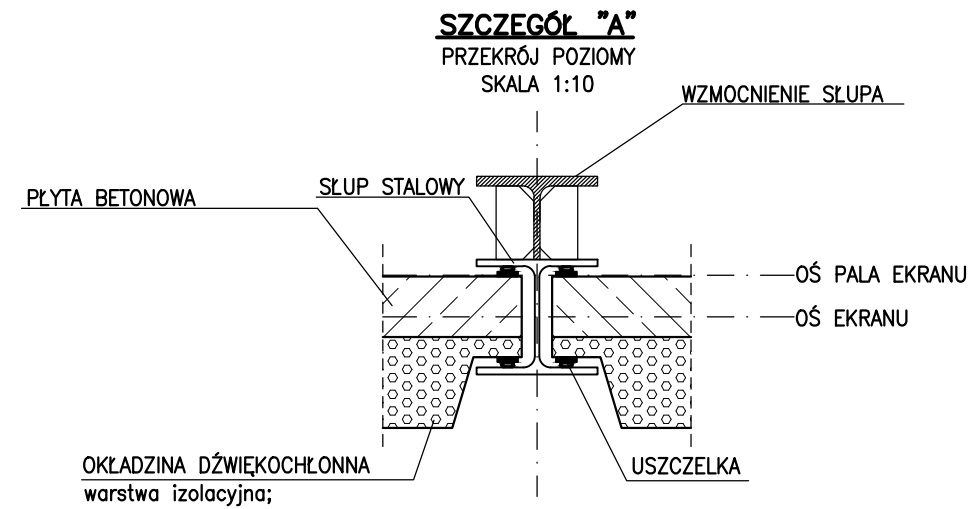 SZCZEGÓŁ "A"
PRZEKRÓJ POZIOMY
SKALA 1:10
WZMOCNIENIE SŁUPA
SŁUP STALOWY
PŁYTA BETONOWA
OŚ PALA EKRANU
OŚ EKRANU
OKŁADZINA DŹWIĘKOCHŁONNA
warstwa izolacyjna;
USZCZELKA